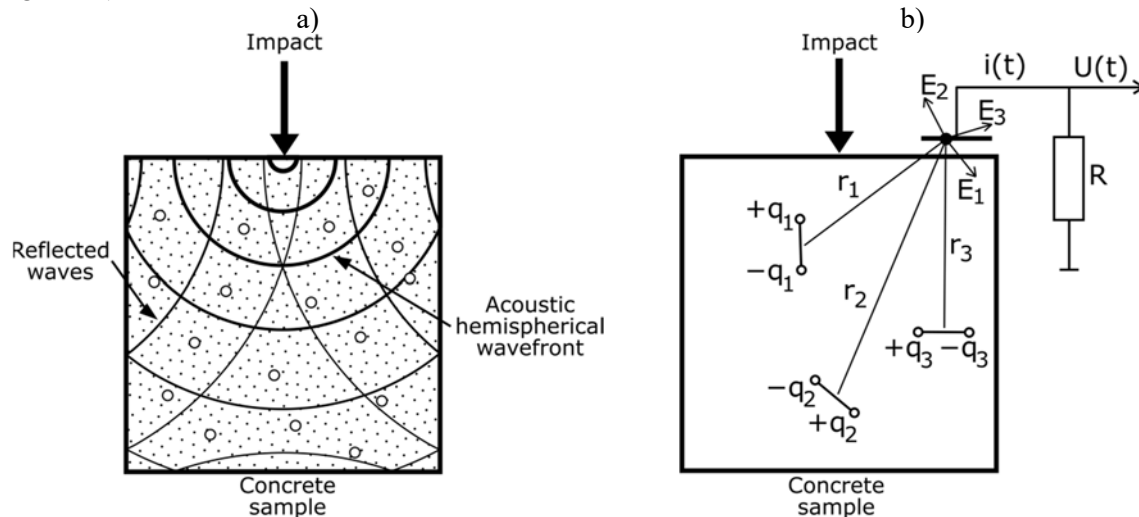 a)
Impact
Reflected
waves
Acoustic
hemispherical
wavefront
Concrete
sample
b)
Impact
i(t)
U(t)
E2
E3
E1
R
r1
r2
r3
+q1
−q1
+q3 −q3
−q2
+q2
Concrete
sample